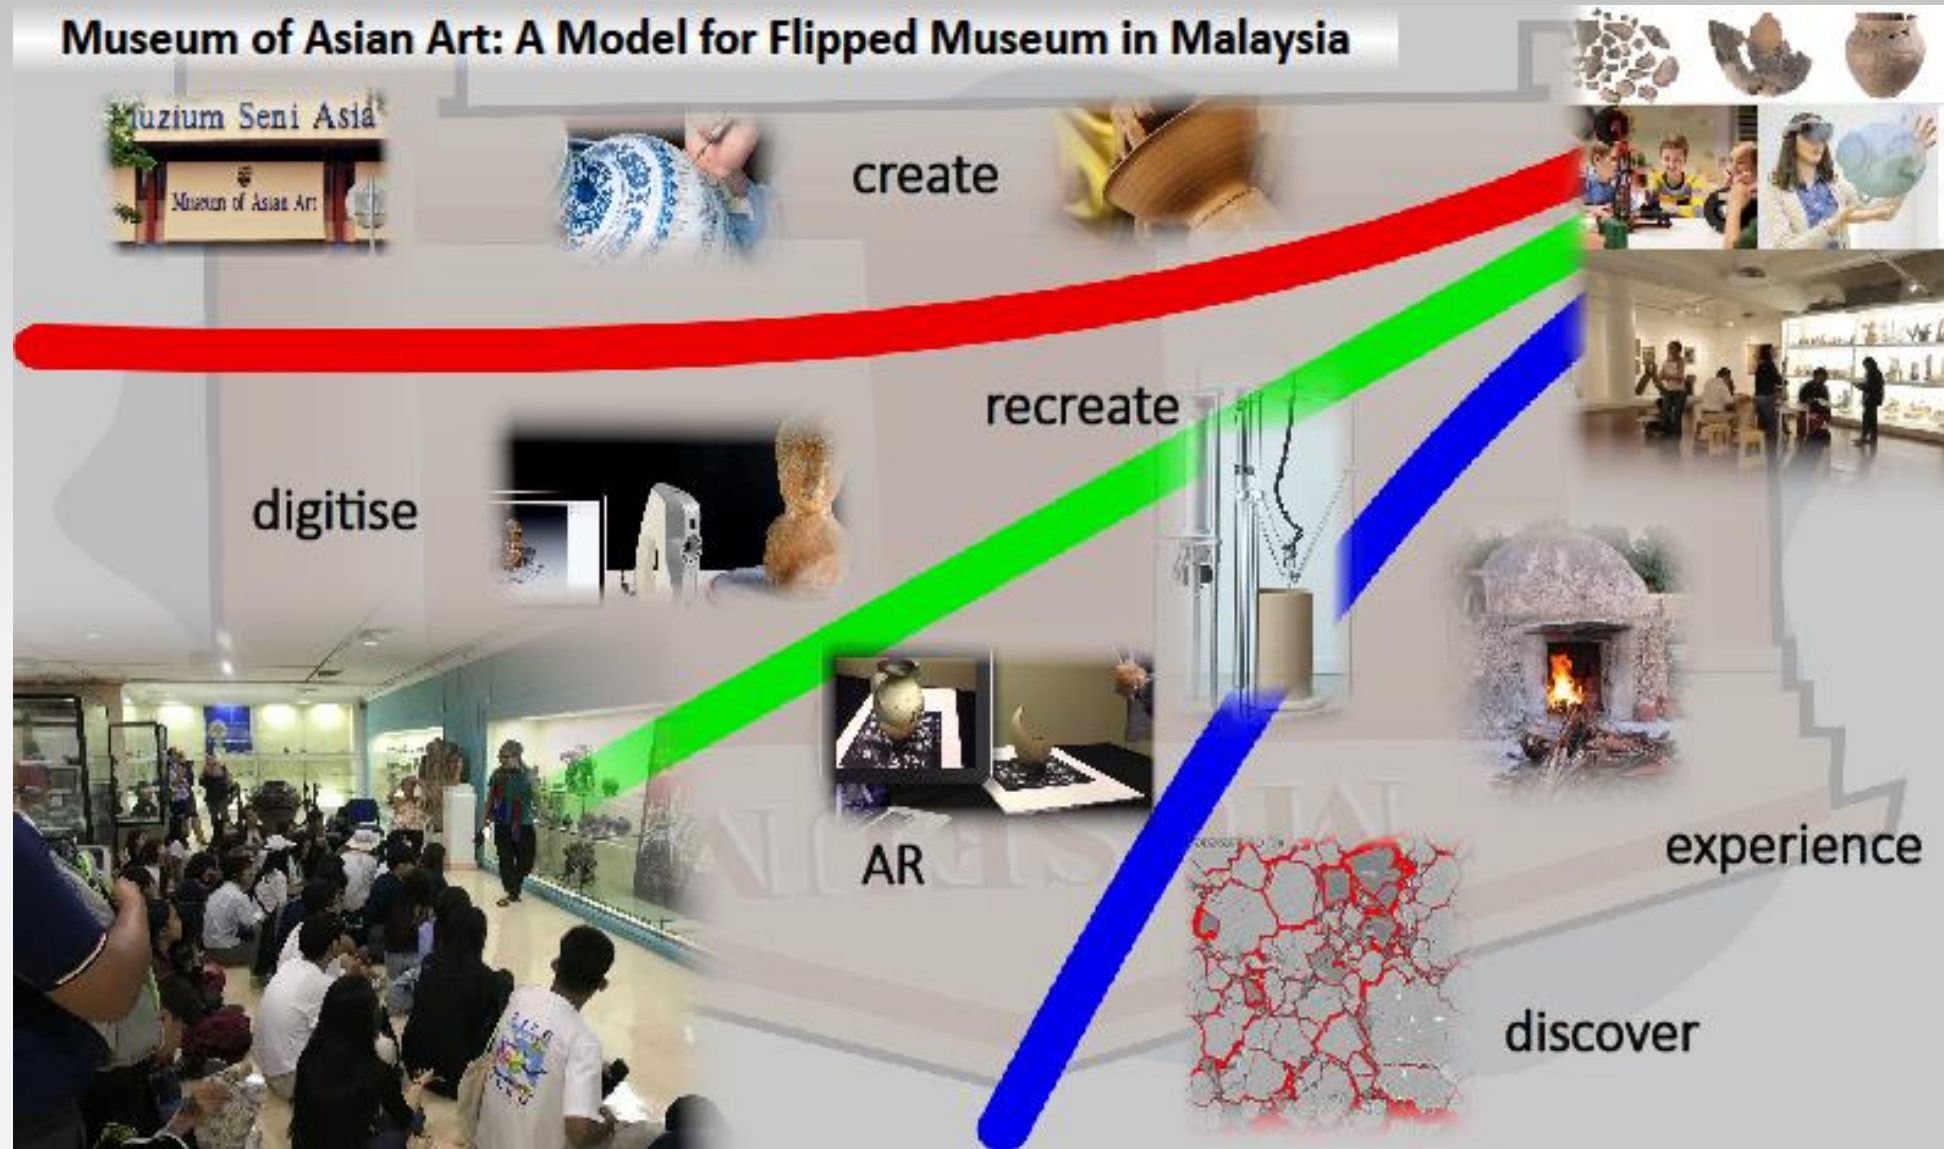 Museum of Asian Art: A Model for Flipped Museum in Malaysia
Muzium Seni Asia
Museum of Asian Art
create
recreate
digitise
AR
experience
discover
MUSEUM